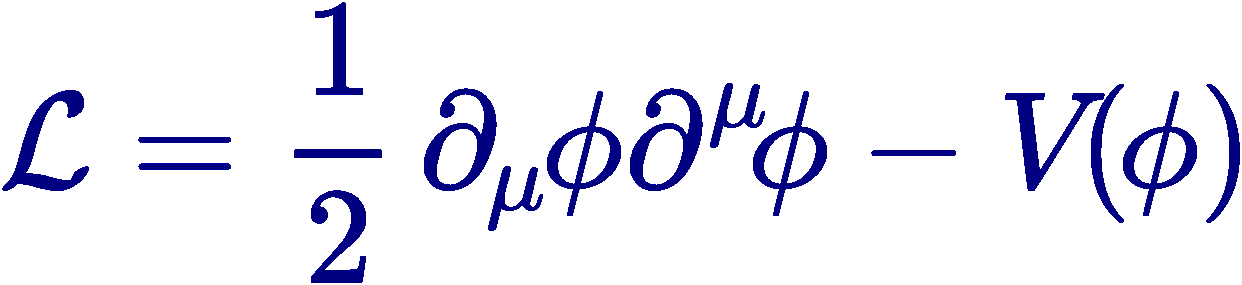 ℒ = 1/2 ∂_μϕ∂^μϕ − V(ϕ)